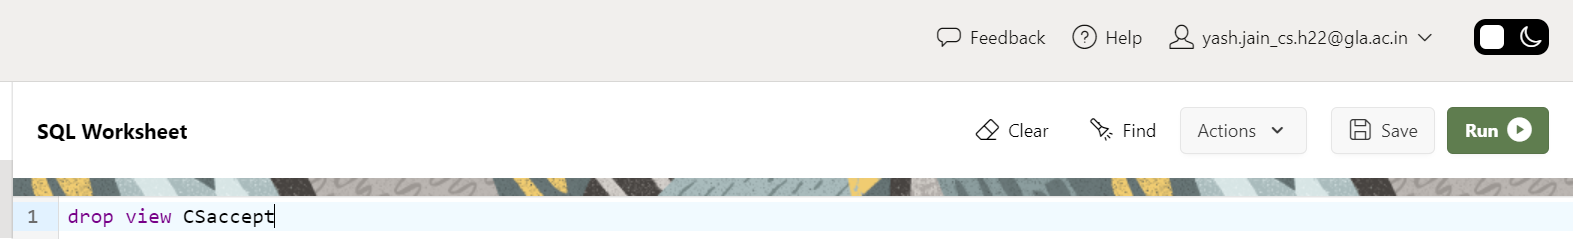 Feedback Help yash.jain_cs.h22@gla.ac.in
SQL Worksheet Clear Find Actions Save Run
1 drop view CSaccept